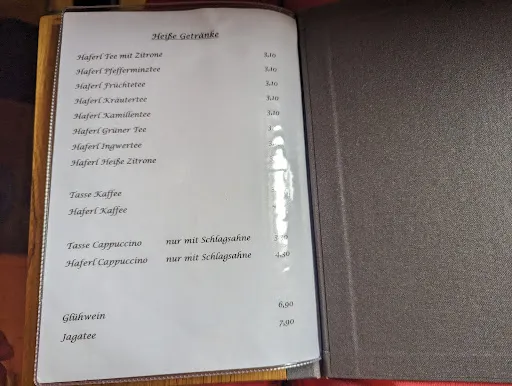 Heiße Getränke
Haferl Tee mit Zitrone 3,10
Haferl Pfefferminztee 3,10
Haferl Früchtetee 3,10
Haferl Kräutertee 3,10
Haferl Kamillentee 3,10
Haferl Grüner Tee
Haferl Ingwertee
Haferl Heiße Zitrone
Tasse Kaffee
Haferl Kaffee
Tasse Cappuccino nur mit Schlagsahne
Haferl Cappuccino nur mit Schlagsahne
Glühwein 6,90
Jagatee 7,90